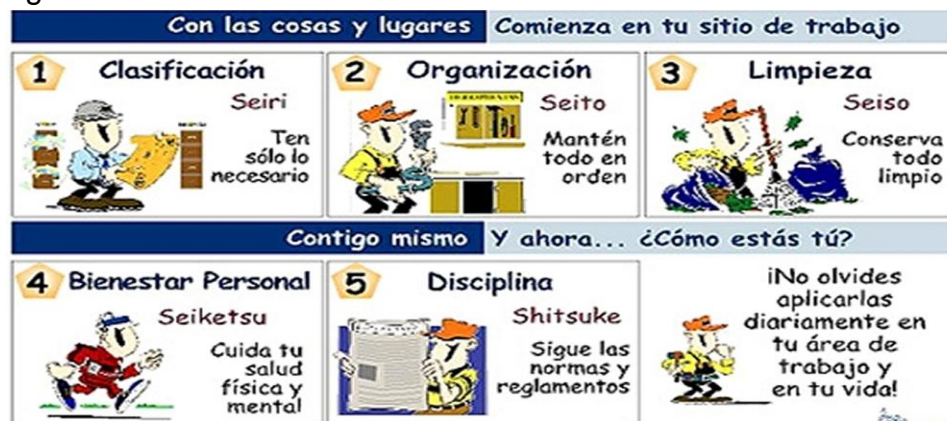 Con las cosas y lugares Comienza en tu sitio de trabajo
1 Clasificación
Seiri
Ten
sólo lo
necesario
2 Organización
Seito
Mantén
todo en
orden
3 Limpieza
Seiso
Conserva
todo
limpio
Contigo mismo Y ahora... ¿Cómo estás tú?
4 Bienestar Personal
Seiketsu
Cuida tu
salud
física y
mental
5 Disciplina
Shitsuke
Sigue las
normas y
reglamentos
¡No olvides
aplicarlas
diariamente en
tu área de
trabajo y
en tu vida!